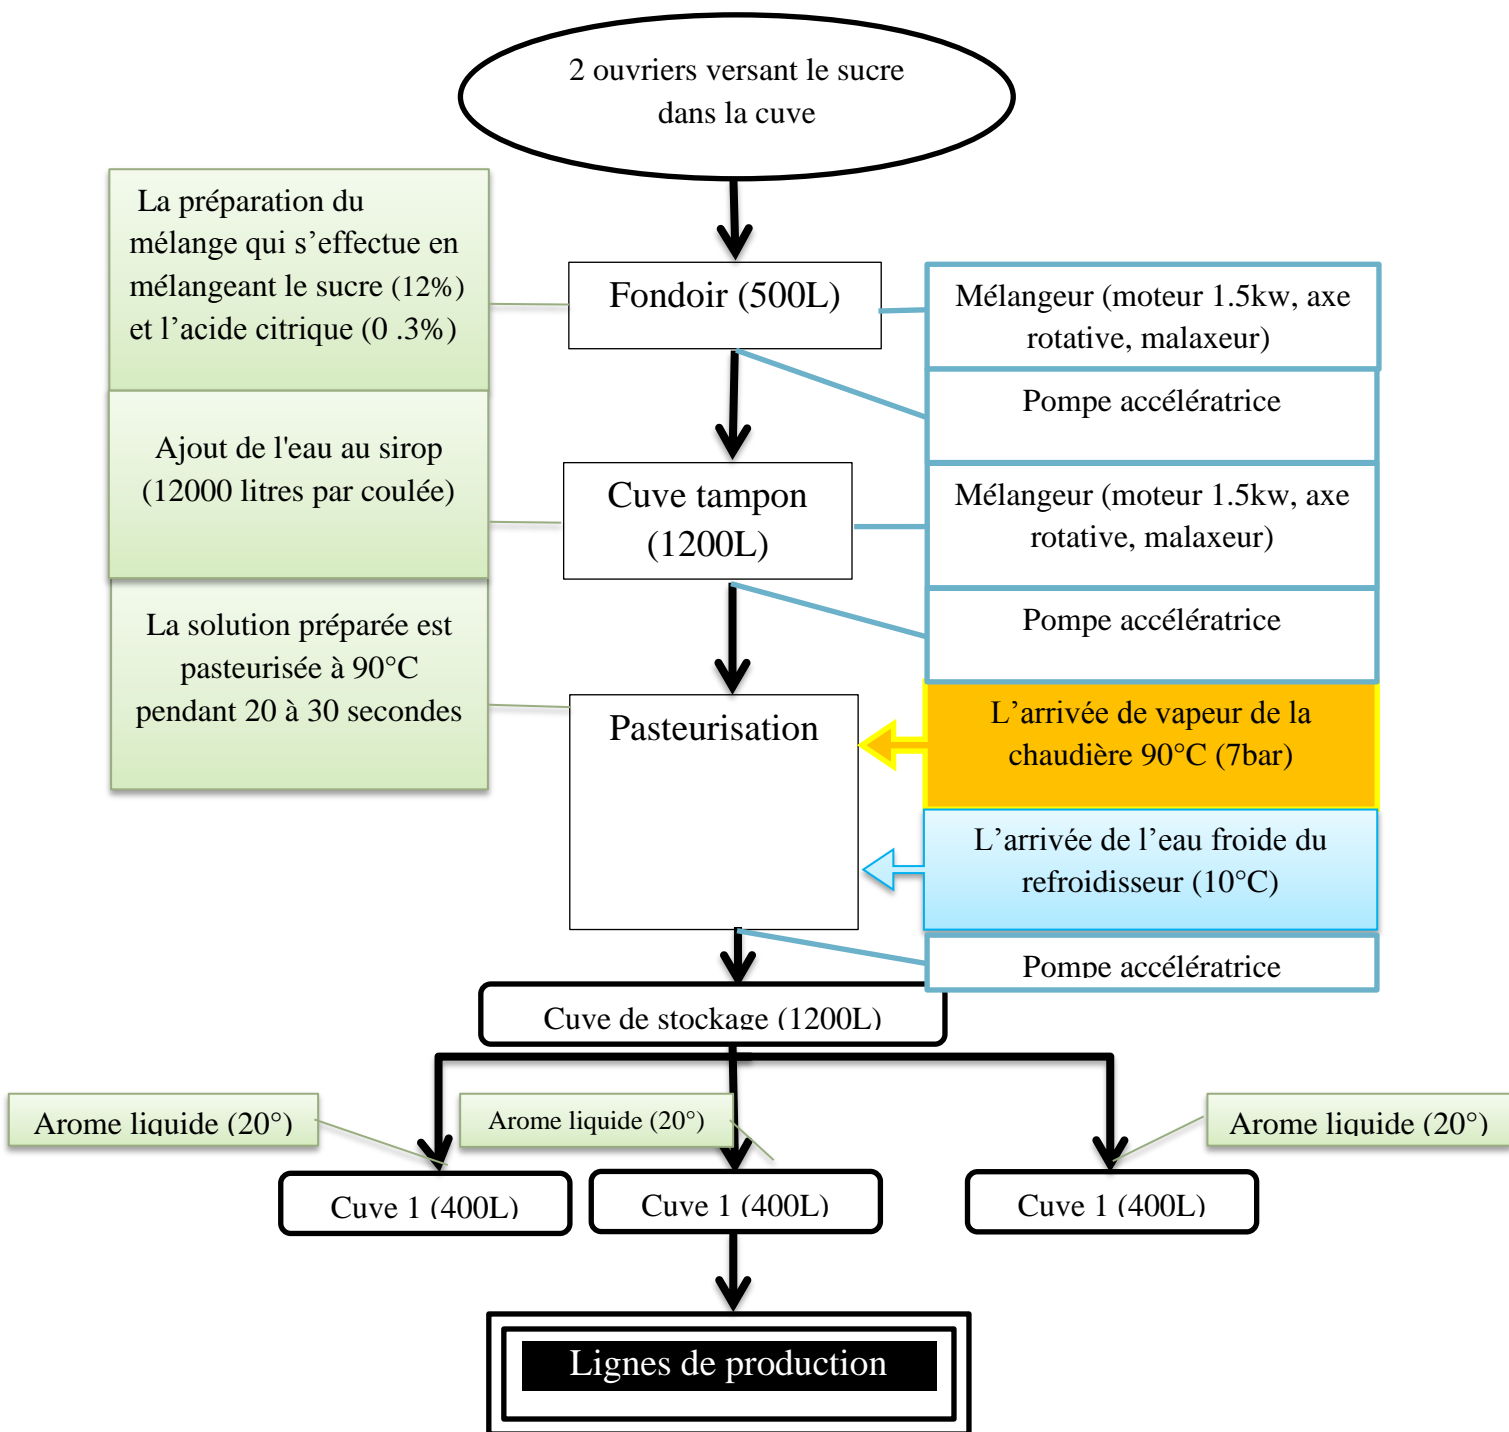 2 ouvriers versant le sucre
dans la cuve
La préparation du
mélange qui s’effectue en
mélangeant le sucre (12%)
et l’acide citrique (0 .3%)
Fondoir (500L)
Mélangeur (moteur 1.5kw, axe
rotative, malaxeur)
Pompe accélératrice
Ajout de l'eau au sirop
(12000 litres par coulée)
Cuve tampon
(1200L)
Mélangeur (moteur 1.5kw, axe
rotative, malaxeur)
Pompe accélératrice
La solution préparée est
pasteurisée à 90°C
pendant 20 à 30 secondes
Pasteurisation
L’arrivée de vapeur de la
chaudière 90°C (7bar)
L’arrivée de l’eau froide du
refroidisseur (10°C)
Pompe accélératrice
Cuve de stockage (1200L)
Arome liquide (20°)
Arome liquide (20°)
Arome liquide (20°)
Cuve 1 (400L)
Cuve 1 (400L)
Cuve 1 (400L)
Lignes de production